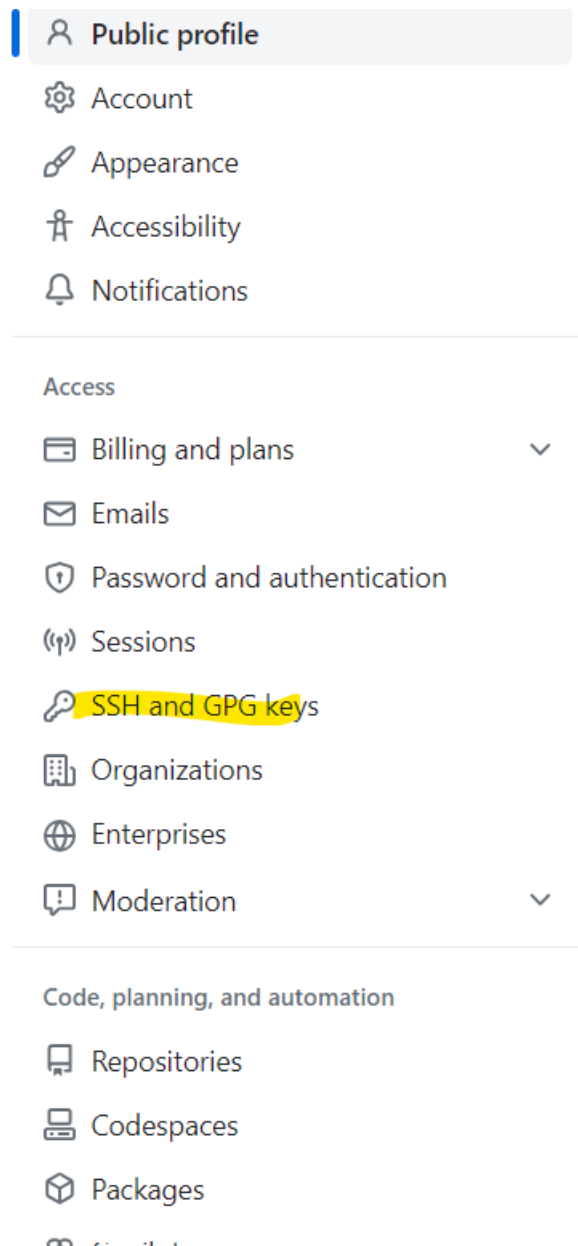 Public profile
Account
Appearance
Accessibility
Notifications
Access
Billing and plans
Emails
Password and authentication
Sessions
SSH and GPG keys
Organizations
Enterprises
Moderation
Code, planning, and automation
Repositories
Codespaces
Packages